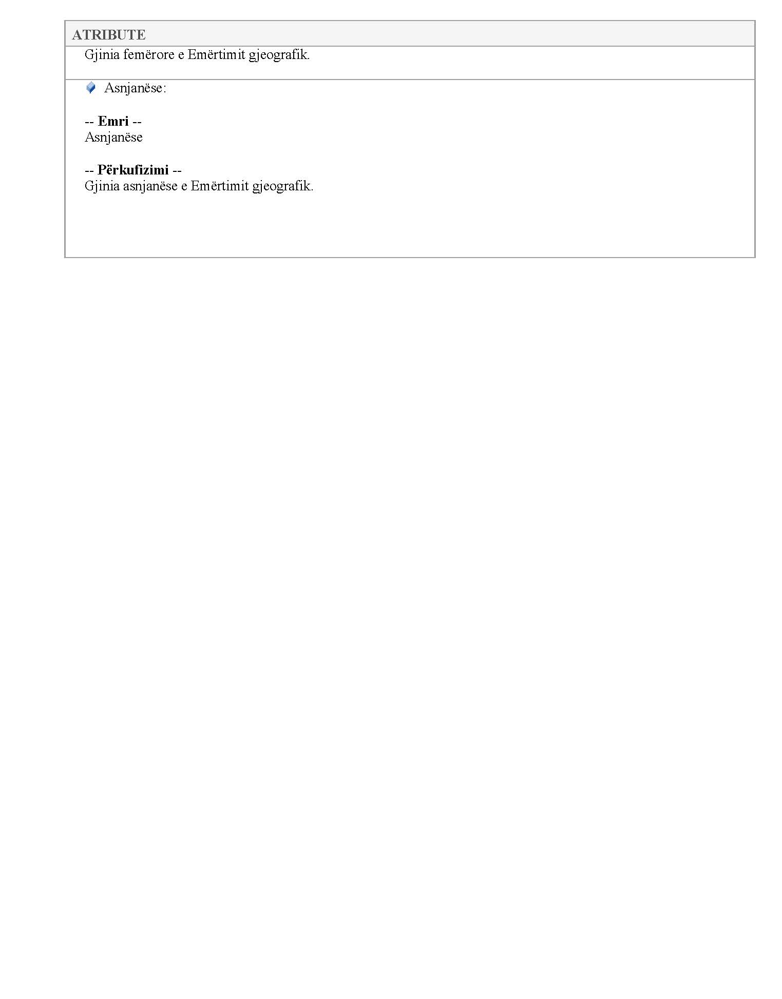 ATRIBUTE
Gjinia femërore e Emërtimit gjeografik.
Asnjanëse:
-- Emri --
Asnjanëse
-- Përkufizimi --
Gjinia asnjanëse e Emërtimit gjeografik.